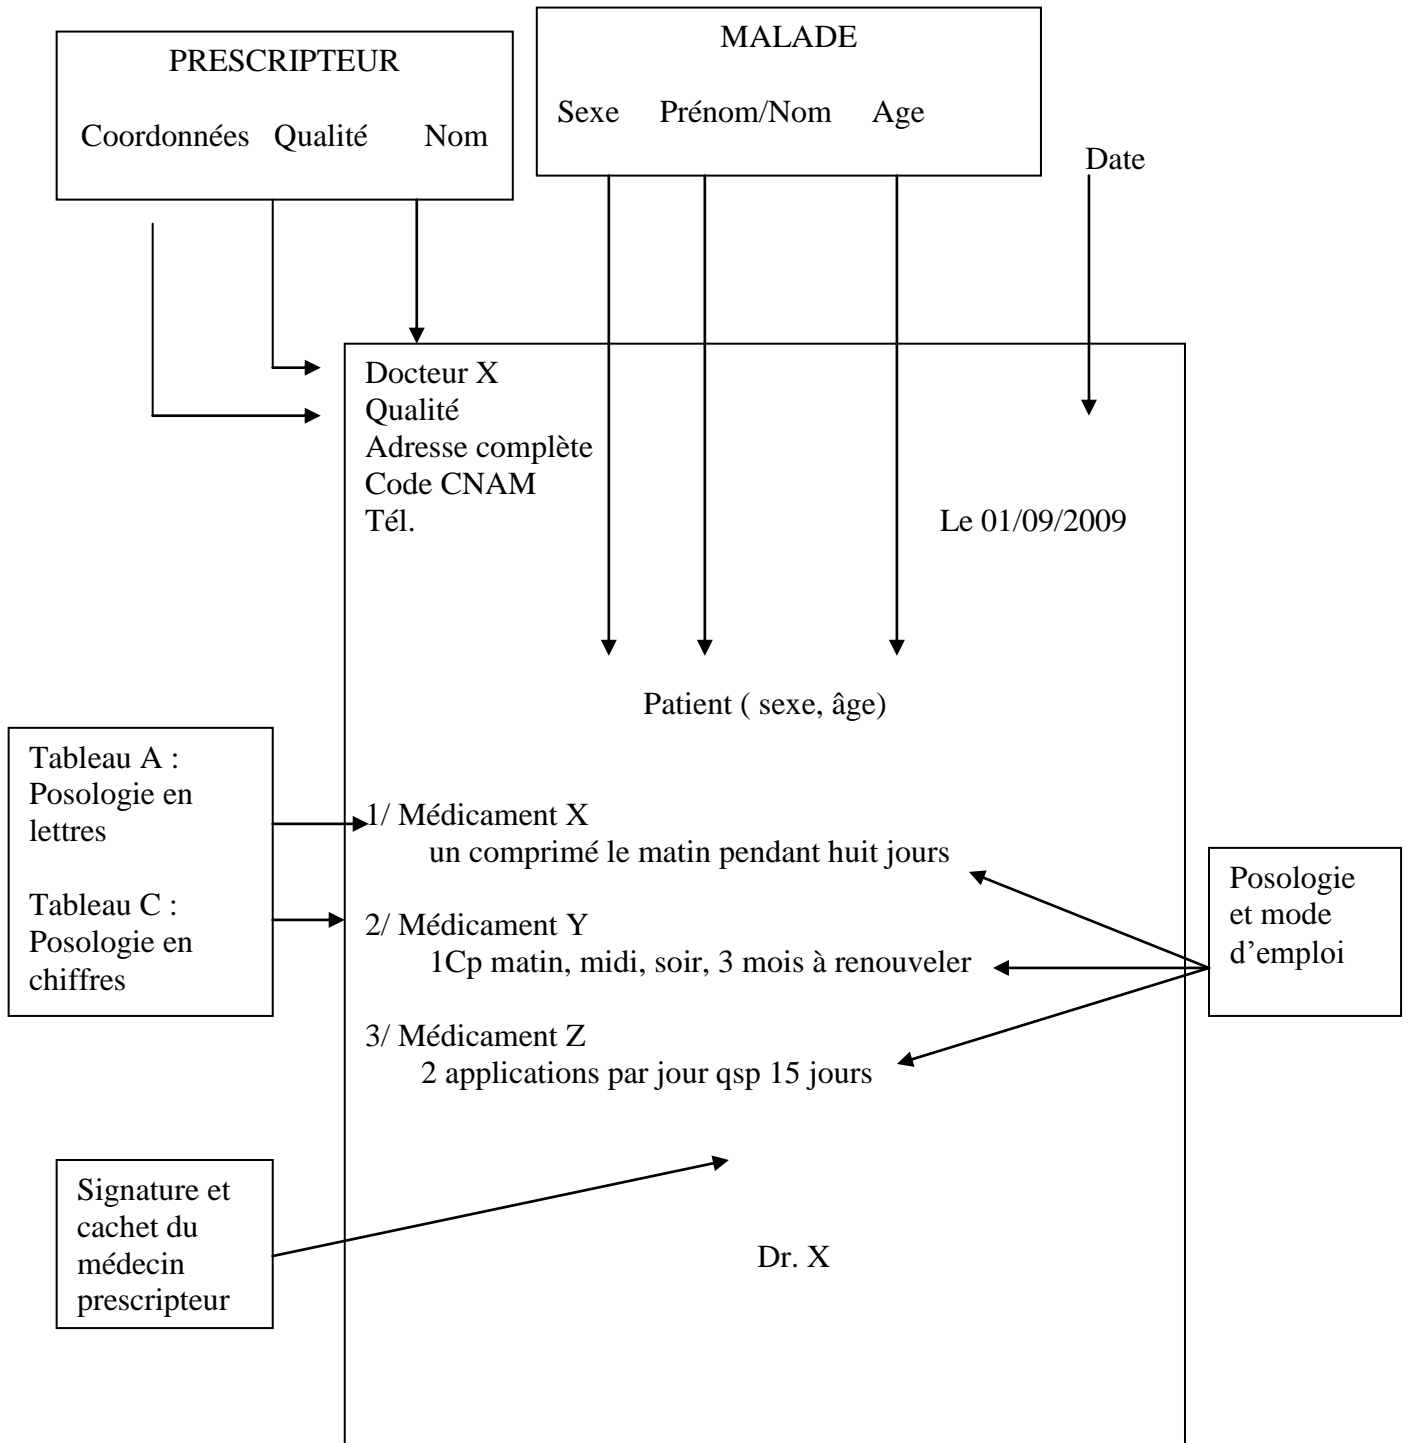 PRESCRIPTEUR
Coordonnées Qualité Nom
MALADE
Sexe Prénom/Nom Age
Date
Docteur X
Qualité
Adresse complète
Code CNAM
Tél.
Le 01/09/2009
Patient ( sexe, âge)
Tableau A :
Posologie en
lettres
Tableau C :
Posologie en
chiffres
1/ Médicament X
un comprimé le matin pendant huit jours
2/ Médicament Y
1Cp matin, midi, soir, 3 mois à renouveler
3/ Médicament Z
2 applications par jour qsp 15 jours
Posologie
et mode
d’emploi
Signature et
cachet du
médecin
prescripteur
Dr. X